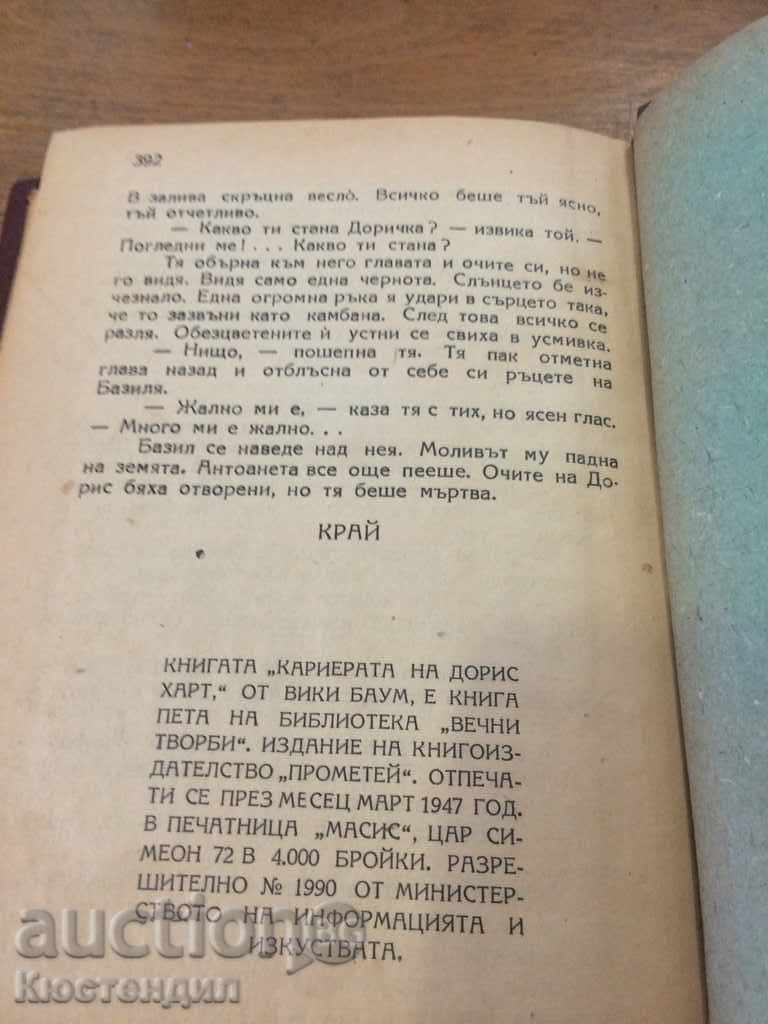 392
В залива скръцна весло̀. Всичко беше тъй ясно,
тъй отчетливо.
— Какво ти стана Доричка? — извика той. —
Погледни ме! . . . Какво ти стана?
Тя обърна към него главата и очите си, но не
го видя. Видя само една чернота. Слънцето бе из-
чезнало. Една огромна ръка я удари в сърцето така,
че то зазвъни като камбана. След това всичко се
разля. Обезцветените ѝ устни се свиха в усмивка.
— Нищо, — пошепна тя. Тя пак отметна
глава назад и отблъсна от себе си ръцете на
Базиля.
— Жално ми е, — каза тя с тих, но ясен глас.
— Много ми е жално. . .
Базил се наведе над нея. Моливът му падна
на земята. Антоанета все още пееше. Очите на До-
рис бяха отворени, но тя беше мъртва.
КРАЙ
КНИГАТА „КАРИЕРАТА НА ДОРИС
ХАРТ,“ ОТ ВИКИ БАУМ, Е КНИГА
ПЕТА НА БИБЛИОТЕКА „ВЕЧНИ
ТВОРБИ“. ИЗДАНИЕ НА КНИГОИЗ-
ДАТЕЛСТВО „ПРОМЕТЕЙ“. ОТПЕЧА-
ТИ СЕ ПРЕЗ МЕСЕЦ МАРТ 1947 ГОД.
В ПЕЧАТНИЦА „МАСИС“, ЦАР СИ-
МЕОН 72 В 4.000 БРОЙКИ. РАЗРЕ-
ШИТЕЛНО № 1990 ОТ МИНИСТЕР-
СТВОТО НА ИНФОРМАЦИЯТА И
ИЗКУСТВАТА.
auction BG
Кюстендил